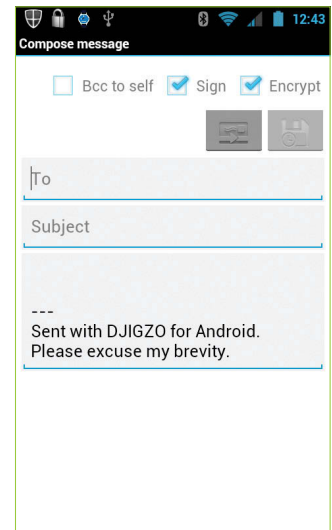 12:43
Compose message
Bcc to self Sign Encrypt
To
Subject
---
Sent with DJIGZO for Android.
Please excuse my brevity.